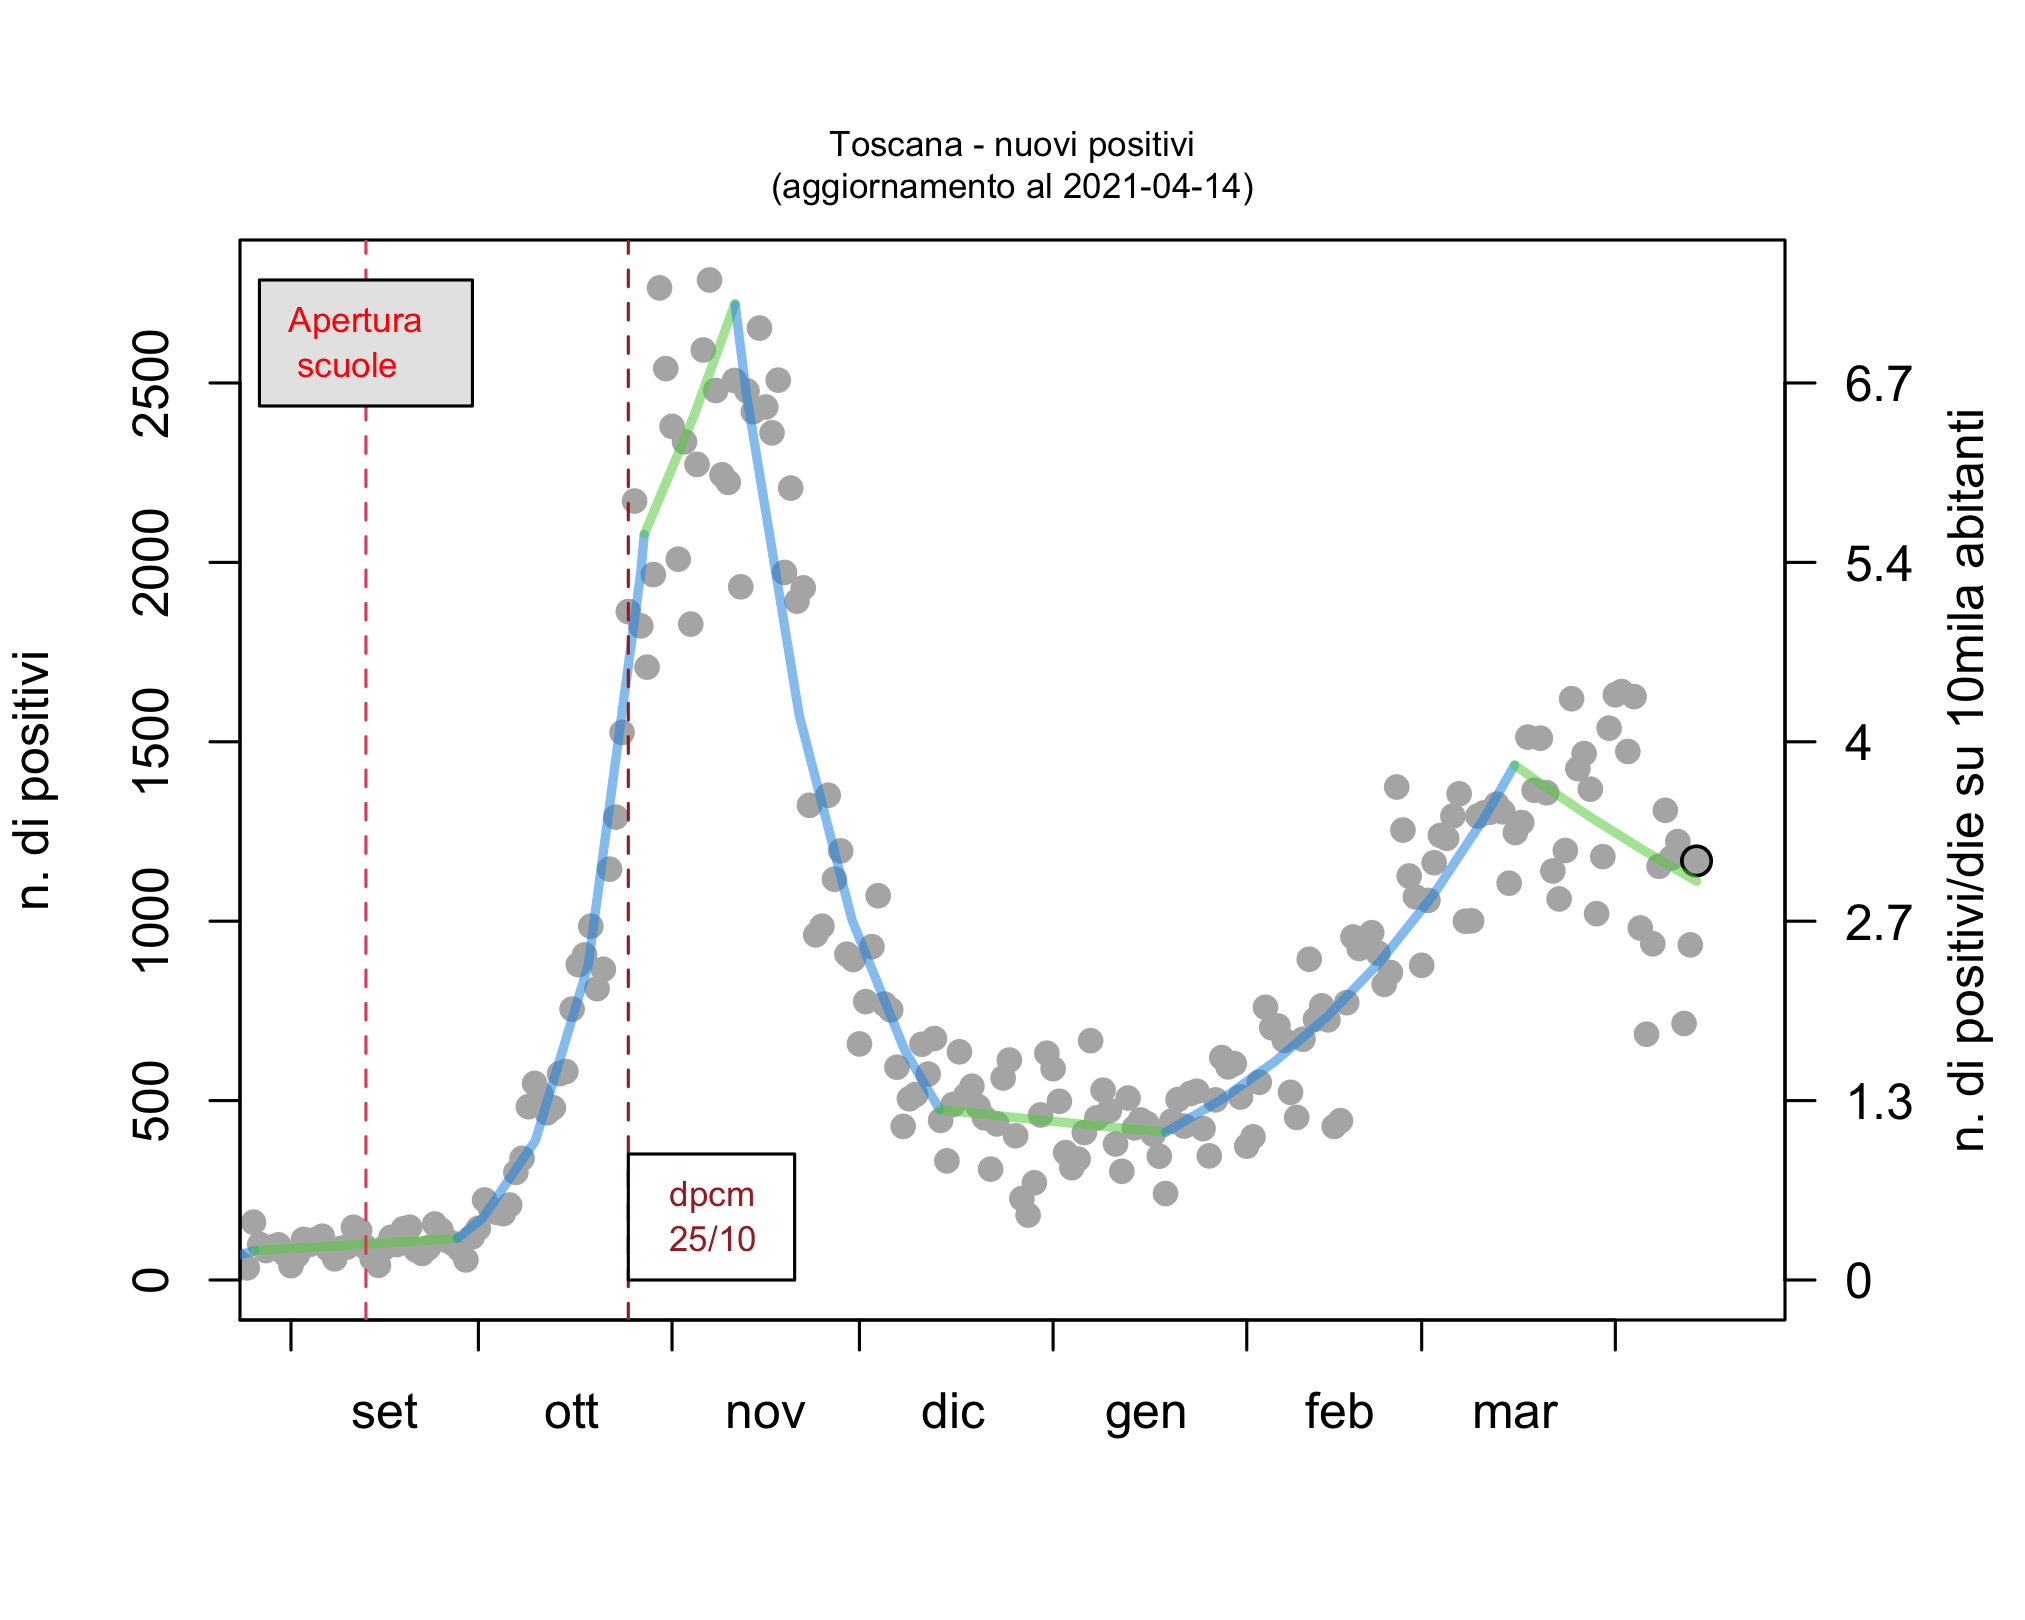 Toscana - nuovi positivi
(aggiornamento al 2021-04-14)
Apertura
scuole
dpcm
25/10
n. di positivi
0
500
1000
1500
2000
2500
0
1.3
2.7
4
5.4
6.7
n. di positivi/die su 10mila abitanti
set ott nov dic gen feb mar